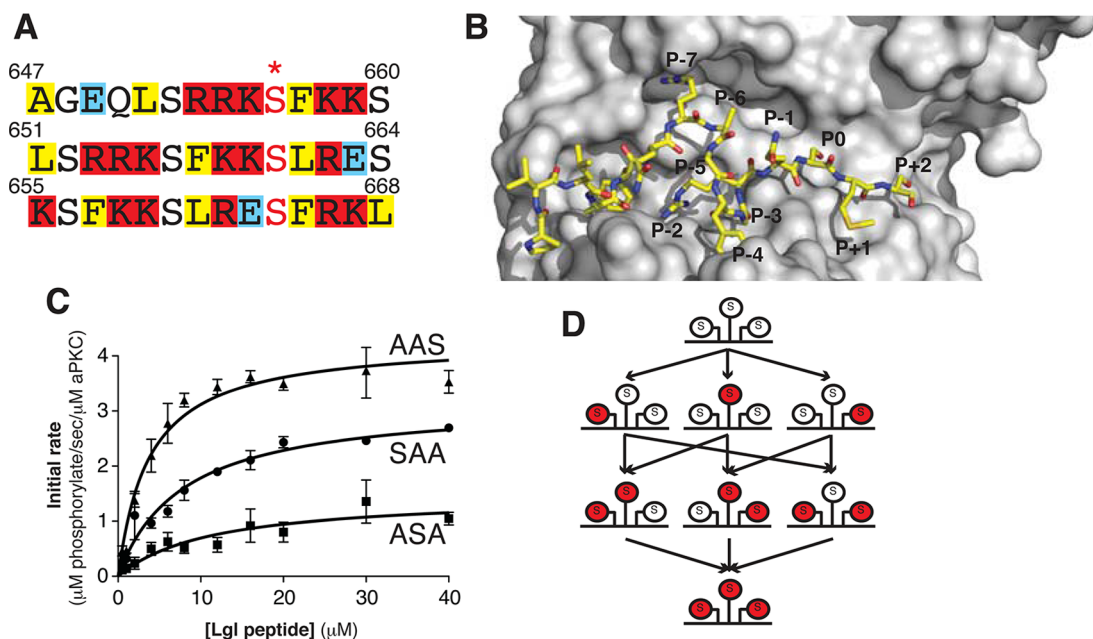 A
647 660
*
AGEQLSRRKSFKKS
651 664
LSRRKSFKKSLRES
655 668
KSFKKSLRESFRKL
B
P-7
P-6
P-1
P0
P+2
P-5
P-2
P-3
P-4
P+1
C
Initial rate
(μM phosphorylate/sec/μM aPKC)
4
3
2
1
0
AAS
SAA
ASA
0 10 20 30 40
[Lgl peptide] (μM)
D
S
S S
S S S
S S S S S S
S S S
S S S S S S
S
S S